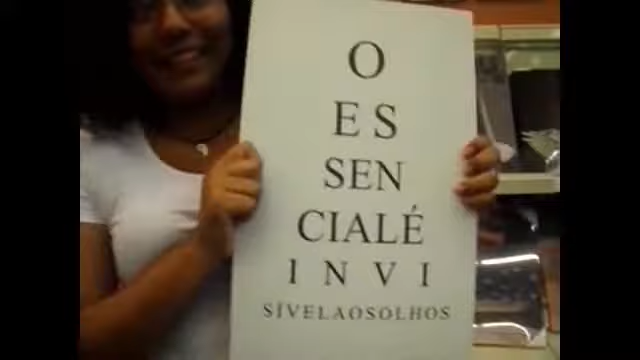 O
E S
SEN
CIALÉ
I N V I
SÍVELAOSOLHOS